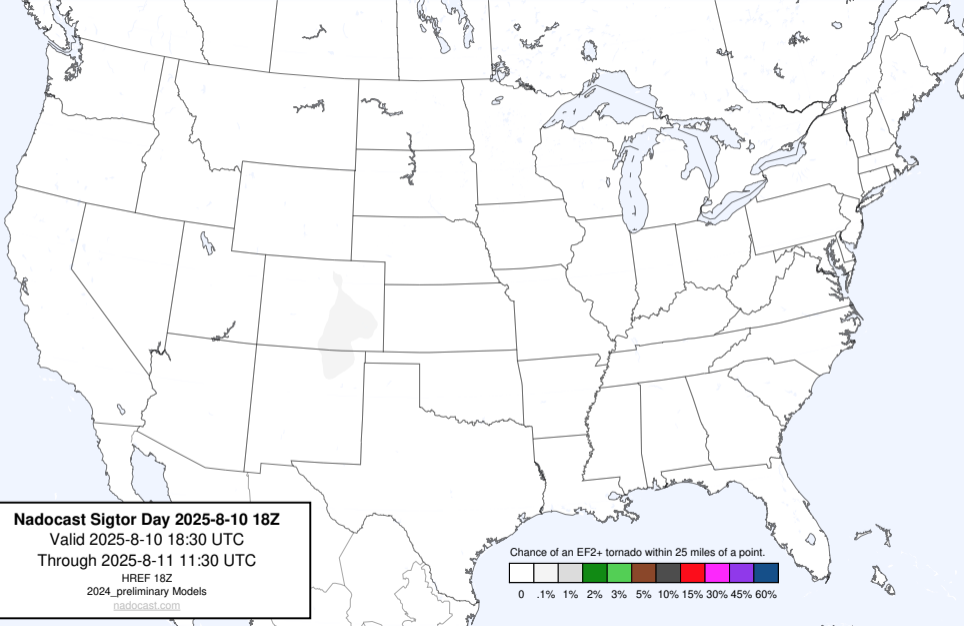 Nadocast Sigtor Day 2025-8-10 18Z
Valid 2025-8-10 18:30 UTC
Through 2025-8-11 11:30 UTC
HREF 18Z
2024_preliminary Models
nadocast.com
Chance of an EF2+ tornado within 25 miles of a point.
0 .1% 1% 2% 3% 5% 10% 15% 30% 45% 60%